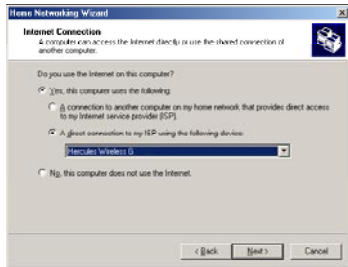 Home Networking Wizard
Internet Connection
A computer can access the Internet directly or use the shared connection of
another computer.
Do you use the Internet on this computer?
Yes, this computer uses the following:
A connection to another computer on my home network that provides direct access
to my Internet service provider (ISP).
A direct connection to my ISP using the following device:
Hercules Wireless G
No, this computer does not use the Internet.
< Back
Next >
Cancel